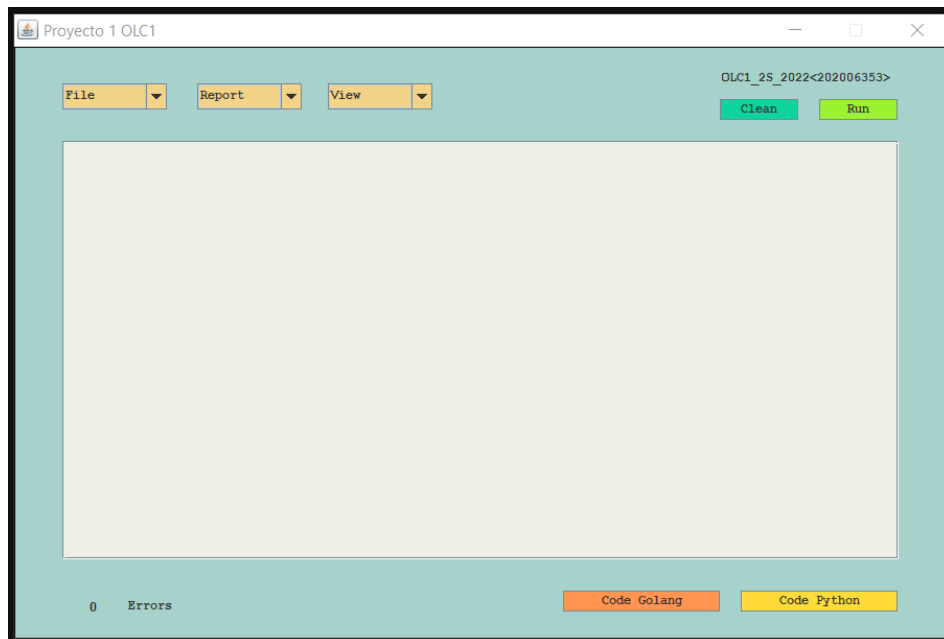 Proyecto 1 OLC1
OLC1_2S_2022<202006353>
File Report View
Clean Run
0 Errors
Code Golang Code Python